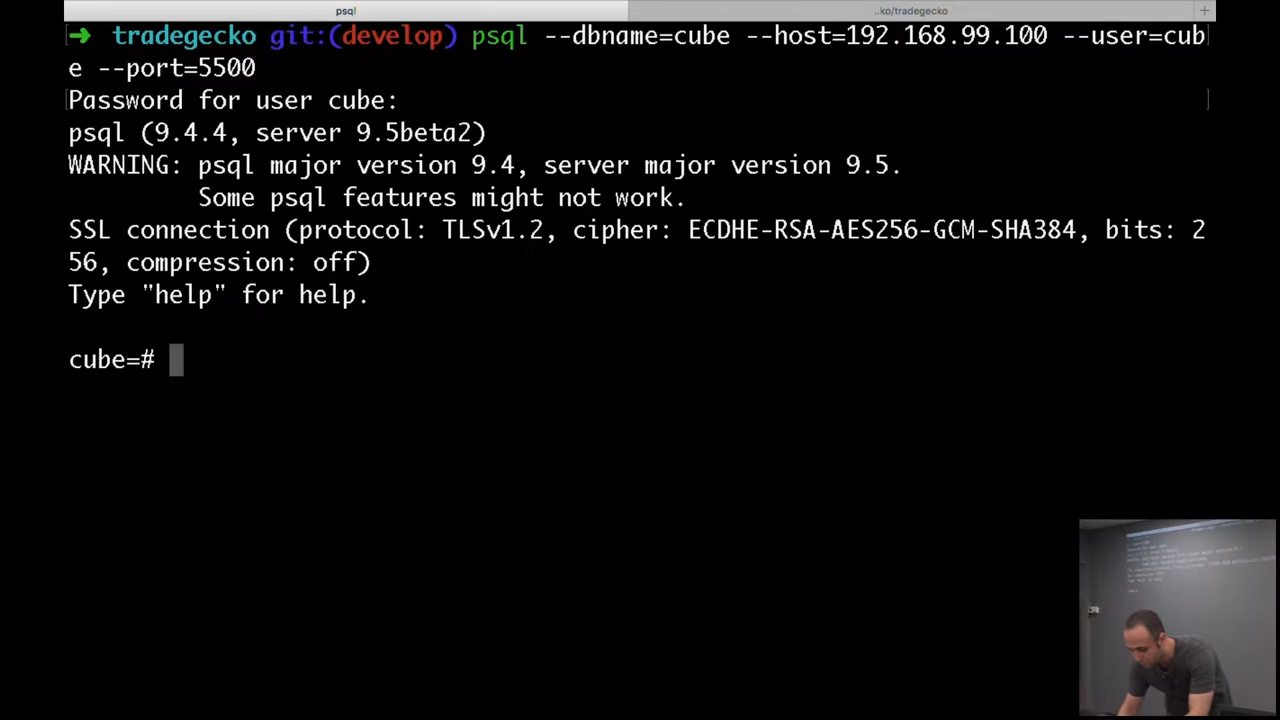 psql
..ko/tradegecko
+
➜ tradegecko git:(develop) psql --dbname=cube --host=192.168.99.100 --user=cub
e --port=5500
Password for user cube:
psql (9.4.4, server 9.5beta2)
WARNING: psql major version 9.4, server major version 9.5.
Some psql features might not work.
SSL connection (protocol: TLSv1.2, cipher: ECDHE-RSA-AES256-GCM-SHA384, bits: 2
56, compression: off)
Type "help" for help.
cube=#